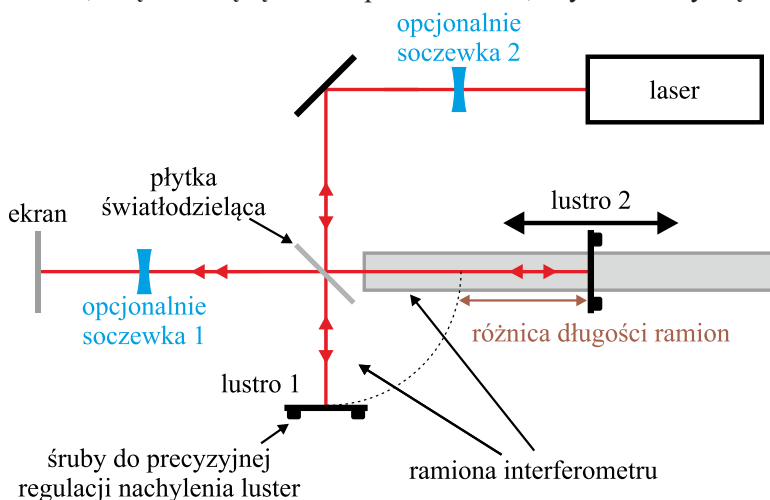 opcjonalnie
soczewka 2
laser
płytka
światłodzieląca
ekran
lustro 2
opcjonalnie
soczewka 1
różnica długości ramion
lustro 1
śruby do precyzyjnej
regulacji nachylenia luster
ramiona interferometru